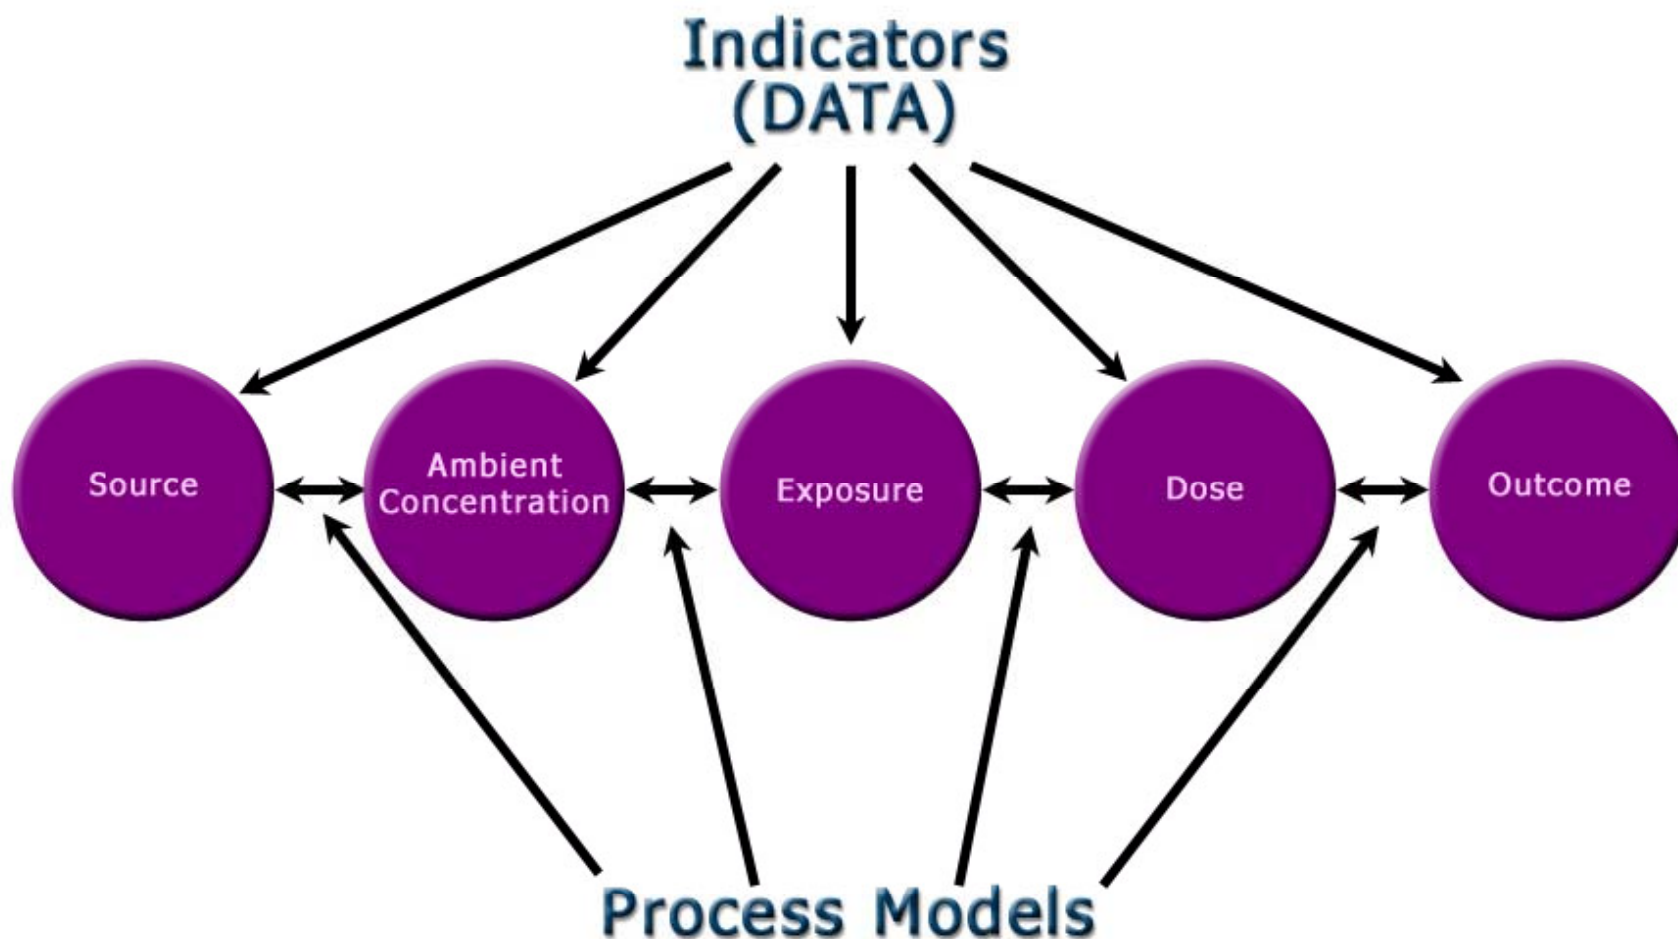 Indicators
(DATA)
Source
Ambient
Concentration
Exposure
Dose
Outcome
Process Models